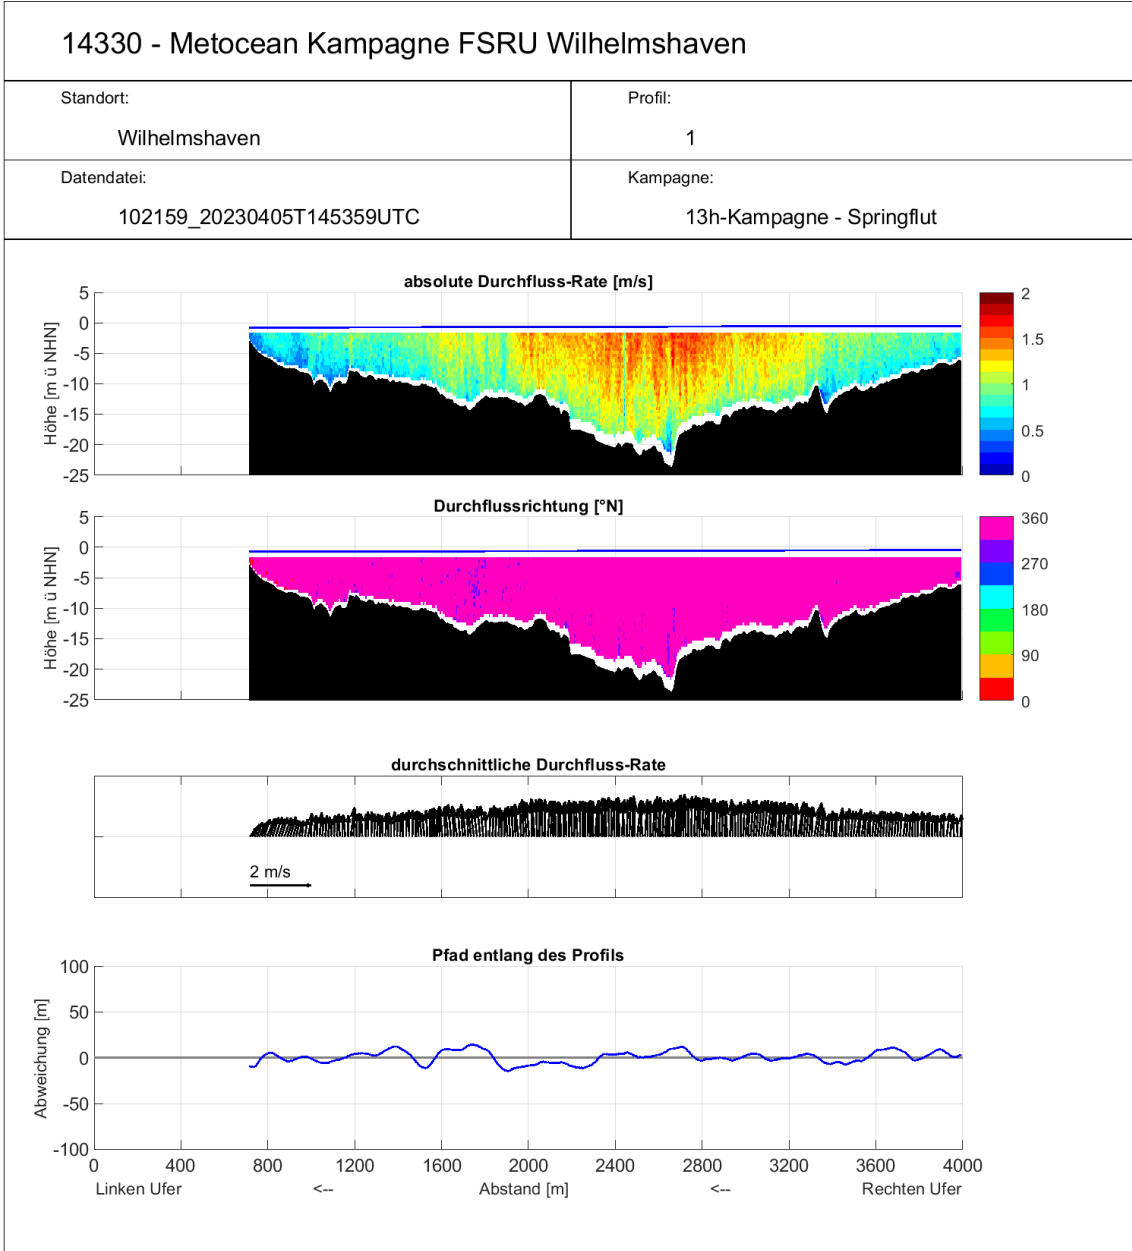 14330 - Metocean Kampagne FSRU Wilhelmshaven
Standort:
Profil:
Wilhelmshaven
1
Datendatei:
Kampagne:
102159_20230405T145359UTC
13h-Kampagne - Springflut
absolute Durchfluss-Rate [m/s]
5
0
-5
-10
-15
-20
-25
Höhe [m ü NHN]
2
1.5
1
0.5
0
Durchflussrichtung [°N]
5
0
-5
-10
-15
-20
-25
Höhe [m ü NHN]
360
270
180
90
0
durchschnittliche Durchfluss-Rate
2 m/s
Pfad entlang des Profils
100
50
0
-50
-100
Abweichung [m]
0 400 800 1200 1600 2000 2400 2800 3200 3600 4000
Linken Ufer <-- Abstand [m] <-- Rechten Ufer